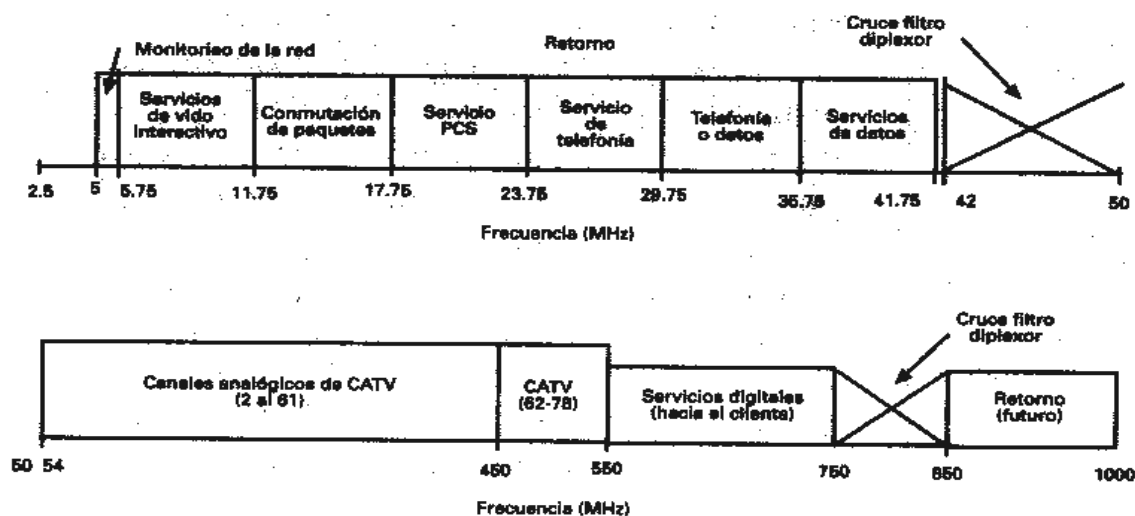 Monitorieo de la red
Retorno
Cruce filtro
diplexor
Servicios
de vido
Interactivo
Conmutación
de paquetes
Servicio
PCS
Servicio
de
telefonía
Telefonía
o datos
Servicios
de datos
2.5 5 5.75 11.75 17.75 23.75 29.75 35.75 41.75 42 50
Frecuencia (MHz)
Cruce filtro
diplexor
Canales analógicos de CATV
(2 al 61)
CATV
(62-78)
Servicios digitales
(hacia el cliente)
Retorno
(futuro)
50 54 450 550 750 850 1000
Frecuencia (MHz)